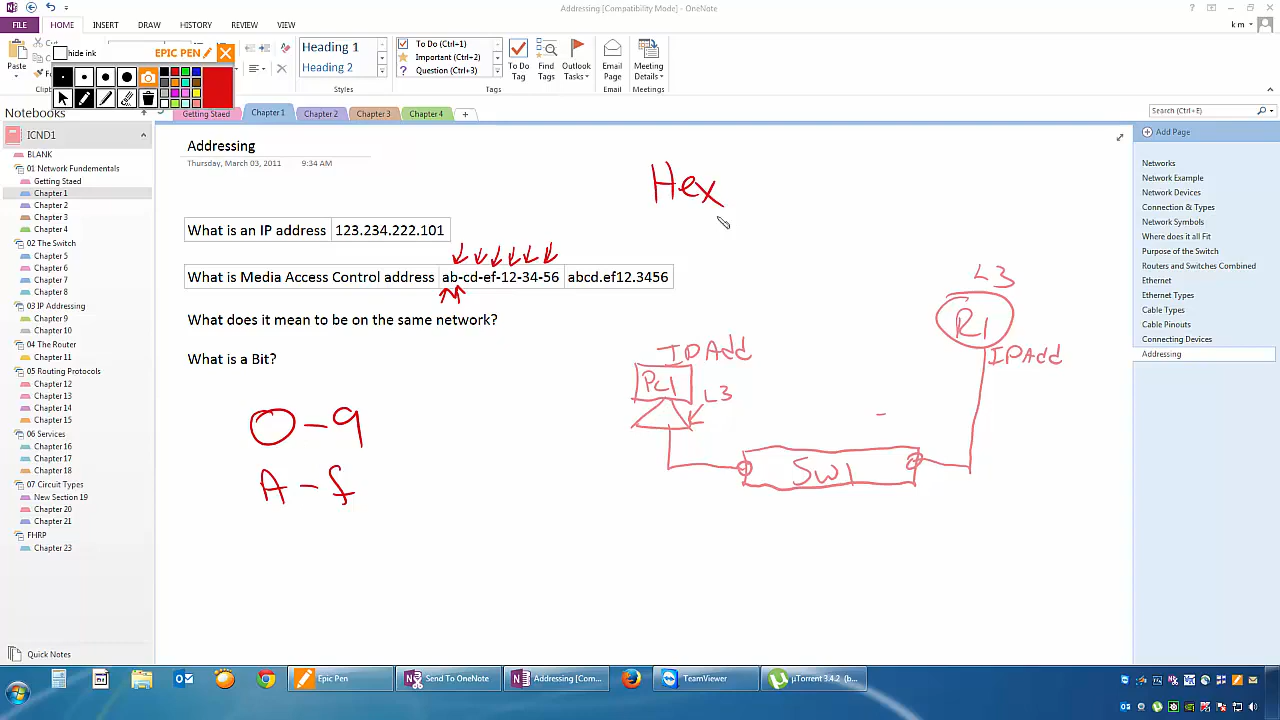 Addressing [Compatibility Mode] - OneNote
FILE HOME INSERT DRAW HISTORY REVIEW VIEW
k m
hide ink
EPIC PEN
Paste
Cut
Heading 1
Heading 2
Styles
To Do (Ctrl+1)
Important (Ctrl+2)
Question (Ctrl+3)
To Do Tag
Find Tags
Tags
Outlook Tasks
Email Page
Email
Meeting Details
Meetings
Notebooks
Getting Staed
Chapter 1
Chapter 2
Chapter 3
Chapter 4
Search (Ctrl+E)
ICND1
BLANK
01 Network Fundamentals
Getting Staed
Chapter 1
Chapter 2
Chapter 3
Chapter 4
02 The Switch
Chapter 5
Chapter 6
Chapter 7
Chapter 8
03 IP Addressing
Chapter 9
Chapter 10
04 The Router
Chapter 11
05 Routing Protocols
Chapter 12
Chapter 13
Chapter 14
Chapter 15
06 Services
Chapter 16
Chapter 17
Chapter 18
07 Circuit Types
New Section 19
Chapter 20
Chapter 21
FHRP
Chapter 23
Quick Notes
Addressing
Thursday, March 03, 2011 9:34 AM
Hex
What is an IP address 123.234.222.101
What is Media Access Control address ab-cd-ef-12-34-56 abcd.ef12.3456
What does it mean to be on the same network?
What is a Bit?
0-9
A-f
IPAdd
PC1
L3
SW1
L3
R1
IPAdd
Add Page
Networks
Network Example
Network Devices
Connection & Types
Network Symbols
Where does it all Fit
Purpose of the Switch
Routers and Switches Combined
Ethernet
Ethernet Types
Cable Types
Cable Pinouts
Connecting Devices
Addressing
Epic Pen
Send To OneNote
Addressing [Com...
TeamViewer
µTorrent 3.4.2 (b...